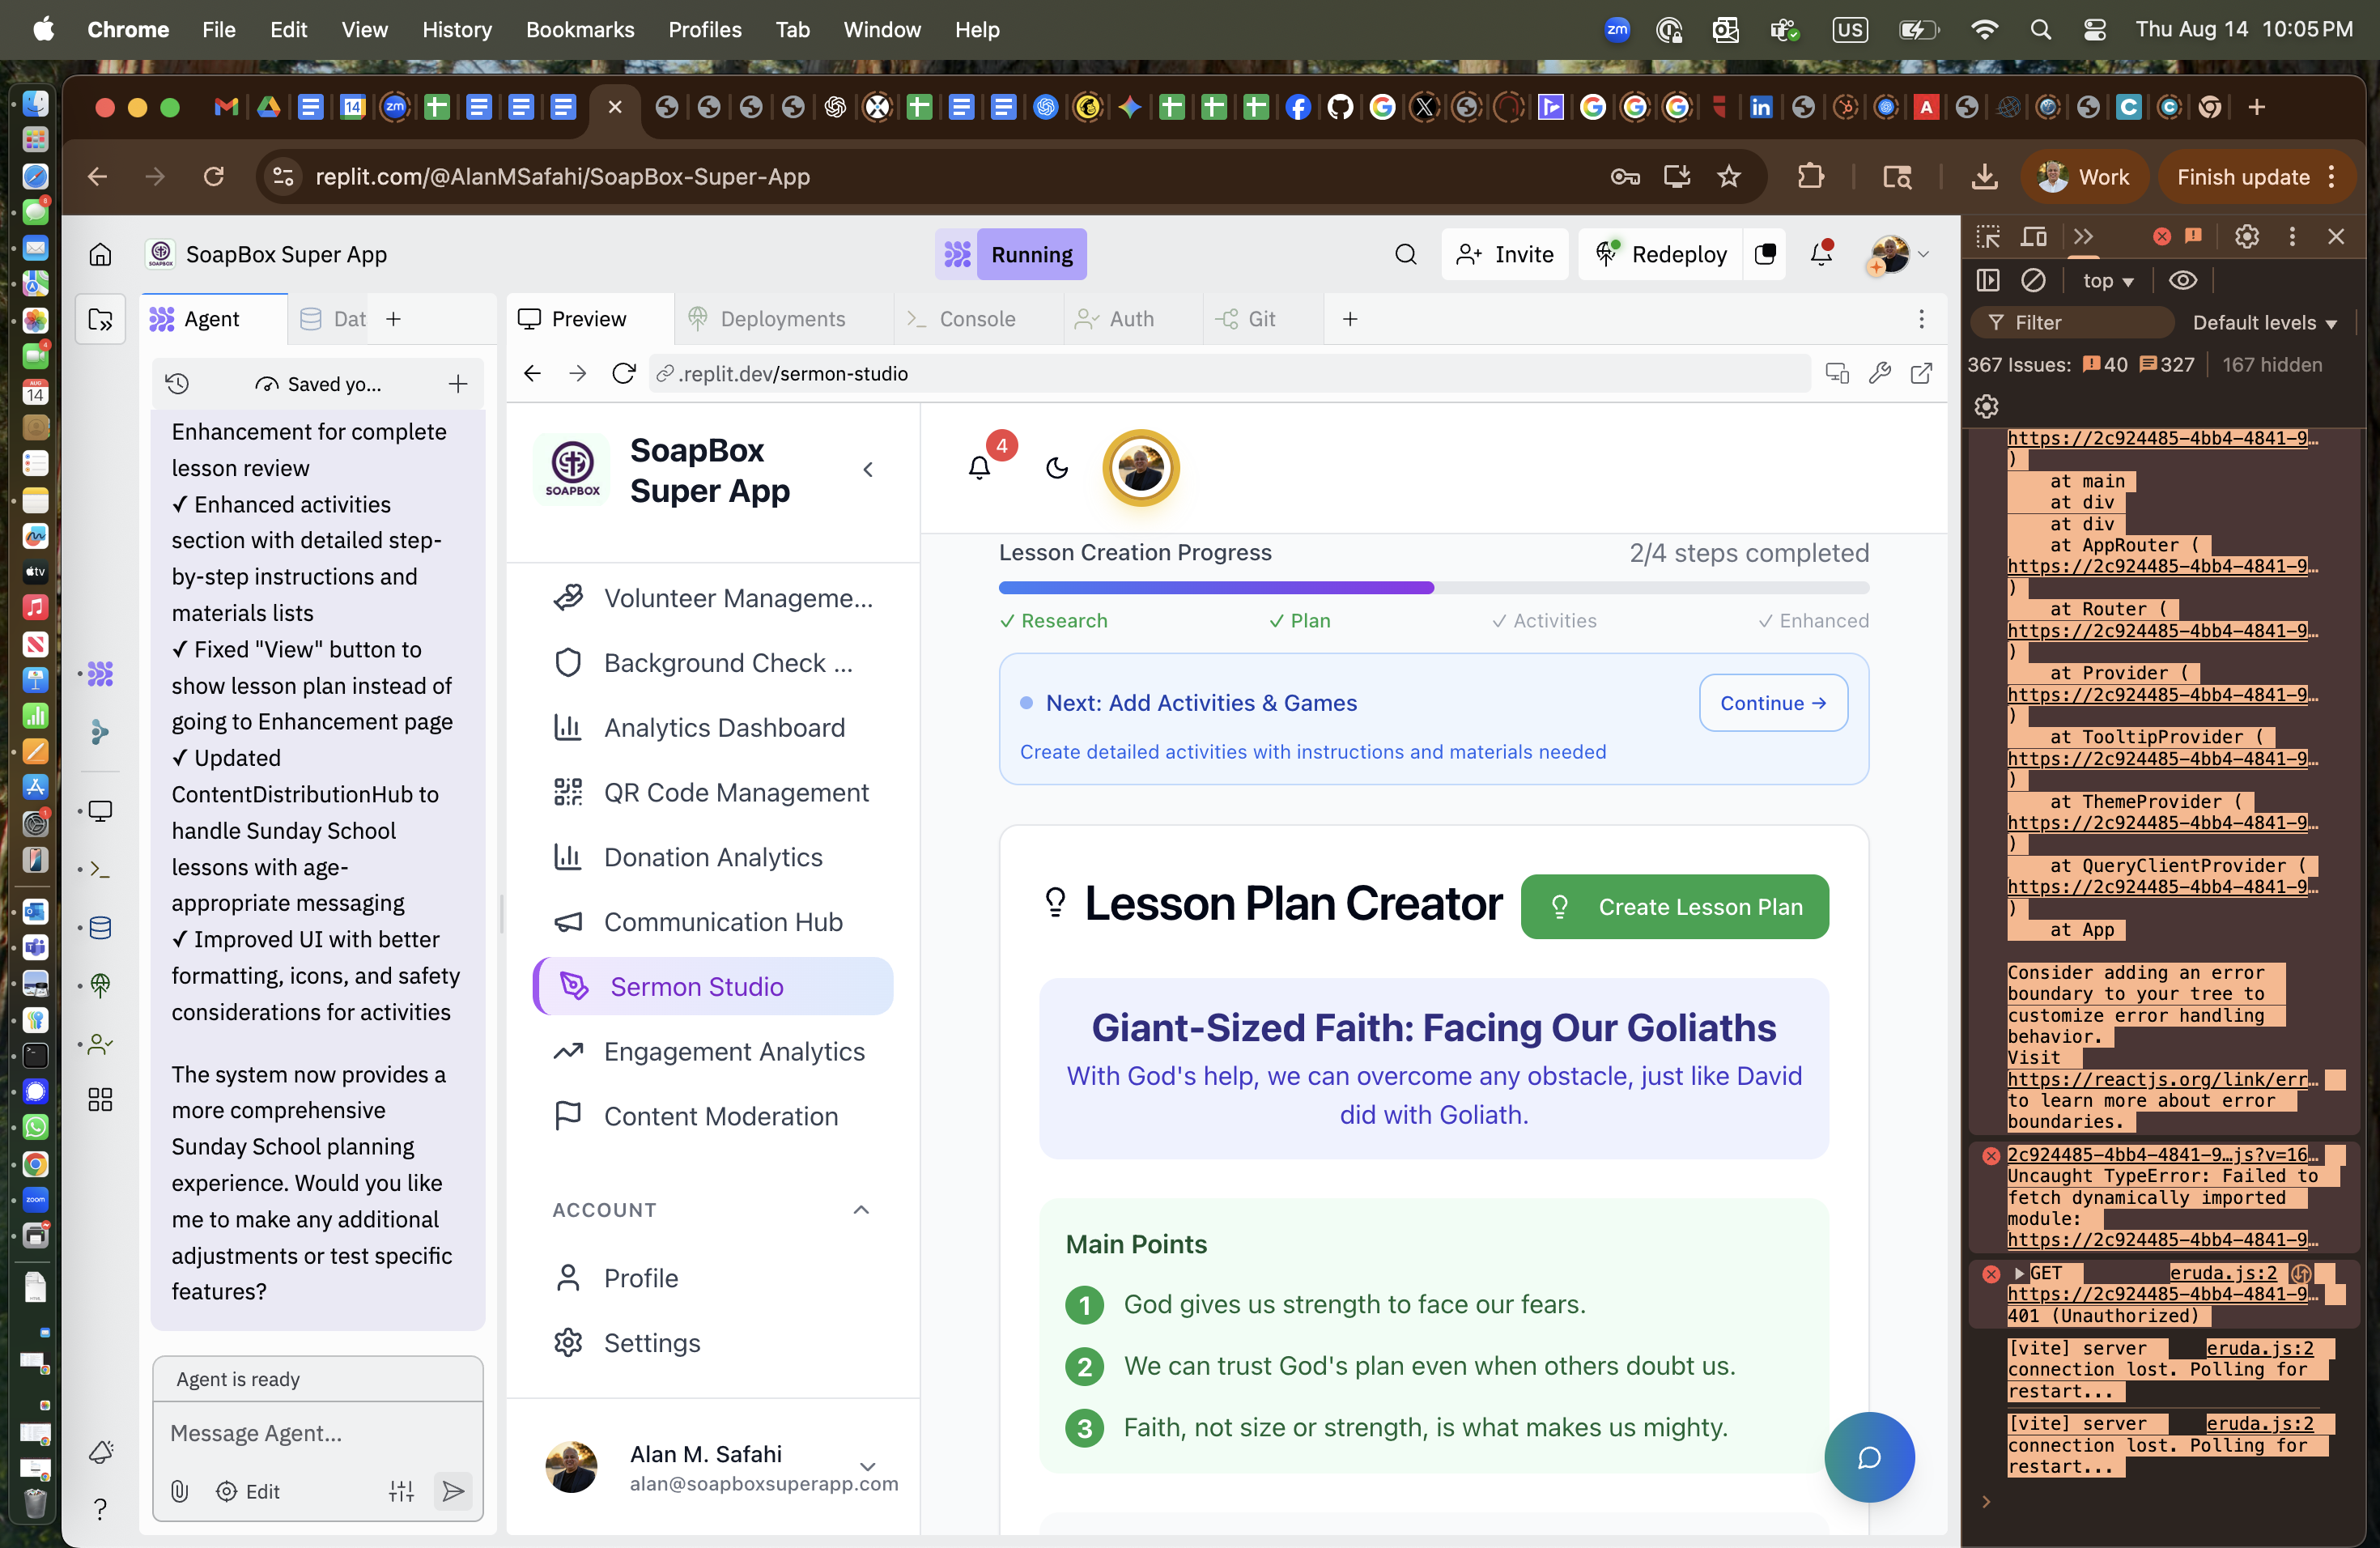 Chrome File Edit View History Bookmarks Profiles Tab Window Help
zm US Thu Aug 14 10:05 PM
replit.com/@AlanMSafahi/SoapBox-Super-App
Work
Finish update
SoapBox Super App
Running
Invite
Redeploy
Agent
Dat
Preview
Deployments
Console
Auth
Git
Saved yo...
.replit.dev/sermon-studio
Enhancement for complete
lesson review
✓ Enhanced activities
section with detailed step-
by-step instructions and
materials lists
✓ Fixed "View" button to
show lesson plan instead of
going to Enhancement page
✓ Updated
ContentDistributionHub to
handle Sunday School
lessons with age-
appropriate messaging
✓ Improved UI with better
formatting, icons, and safety
considerations for activities
The system now provides a
more comprehensive
Sunday School planning
experience. Would you like
me to make any additional
adjustments or test specific
features?
Agent is ready
Message Agent...
Edit
SOAPBOX
SoapBox
Super App
Volunteer Manageme...
Background Check ...
Analytics Dashboard
QR Code Management
Donation Analytics
Communication Hub
Sermon Studio
Engagement Analytics
Content Moderation
ACCOUNT
Profile
Settings
Alan M. Safahi
alan@soapboxsuperapp.com
4
Lesson Creation Progress
2/4 steps completed
✓ Research
✓ Plan
✓ Activities
✓ Enhanced
Next: Add Activities & Games
Continue →
Create detailed activities with instructions and materials needed
Lesson Plan Creator
Create Lesson Plan
Giant-Sized Faith: Facing Our Goliaths
With God's help, we can overcome any obstacle, just like David
did with Goliath.
Main Points
1 God gives us strength to face our fears.
2 We can trust God's plan even when others doubt us.
3 Faith, not size or strength, is what makes us mighty.
top
Filter
Default levels
367 Issues: 40 327 167 hidden
https://2c924485-4bb4-4841-9…
)
at main
at div
at div
at AppRouter (
https://2c924485-4bb4-4841-9…
)
at Router (
https://2c924485-4bb4-4841-9…
)
at Provider (
https://2c924485-4bb4-4841-9…
)
at TooltipProvider (
https://2c924485-4bb4-4841-9…
)
at ThemeProvider (
https://2c924485-4bb4-4841-9…
)
at QueryClientProvider (
https://2c924485-4bb4-4841-9…
)
at App
Consider adding an error
boundary to your tree to
customize error handling
behavior.
Visit
https://reactjs.org/link/err…
to learn more about error
boundaries.
2c924485-4bb4-4841-9…js?v=16…
Uncaught TypeError: Failed to
fetch dynamically imported
module:
https://2c924485-4bb4-4841-9…
GET eruda.js:2
https://2c924485-4bb4-4841-9…
401 (Unauthorized)
[vite] server eruda.js:2
connection lost. Polling for
restart...
[vite] server eruda.js:2
connection lost. Polling for
restart...